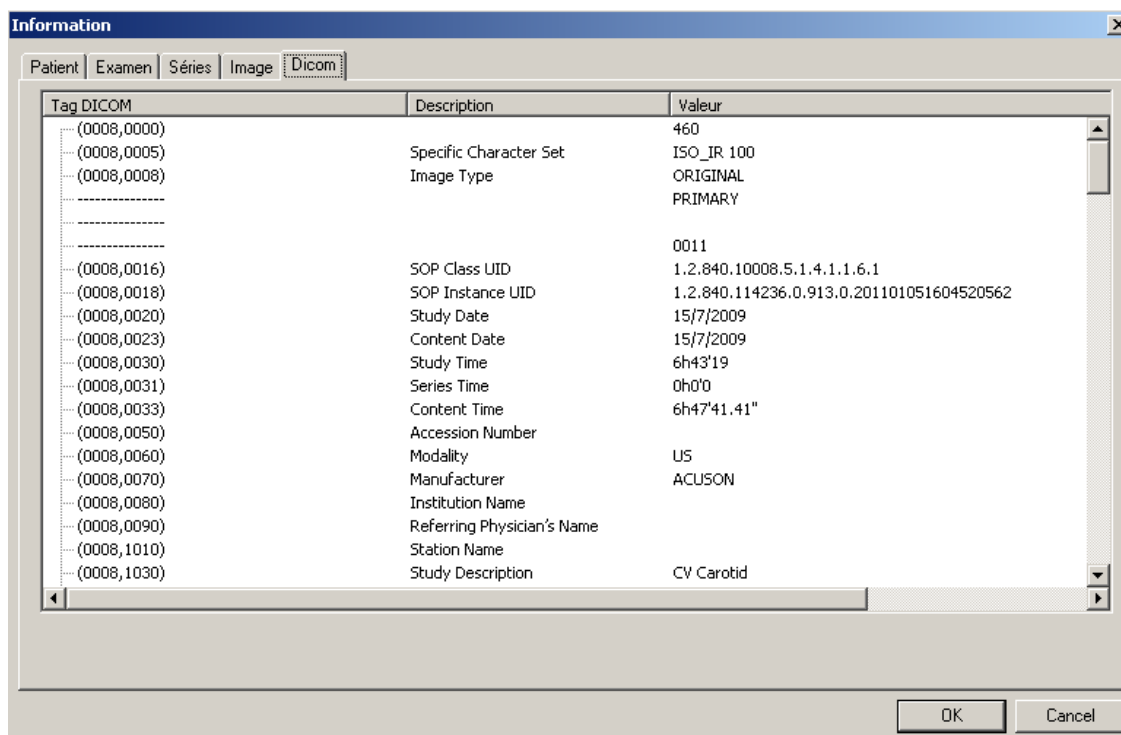 Information
Patient Examen Séries Image Dicom
Tag DICOM Description Valeur
(0008,0000) 460
(0008,0005) Specific Character Set ISO_IR 100
(0008,0008) Image Type ORIGINAL
--------------- PRIMARY
---------------
--------------- 0011
(0008,0016) SOP Class UID 1.2.840.10008.5.1.4.1.1.6.1
(0008,0018) SOP Instance UID 1.2.840.114236.0.913.0.201101051604520562
(0008,0020) Study Date 15/7/2009
(0008,0023) Content Date 15/7/2009
(0008,0030) Study Time 6h43'19
(0008,0031) Series Time 0h0'0
(0008,0033) Content Time 6h47'41.41"
(0008,0050) Accession Number
(0008,0060) Modality US
(0008,0070) Manufacturer ACUSON
(0008,0080) Institution Name
(0008,0090) Referring Physician's Name
(0008,1010) Station Name
(0008,1030) Study Description CV Carotid
OK Cancel